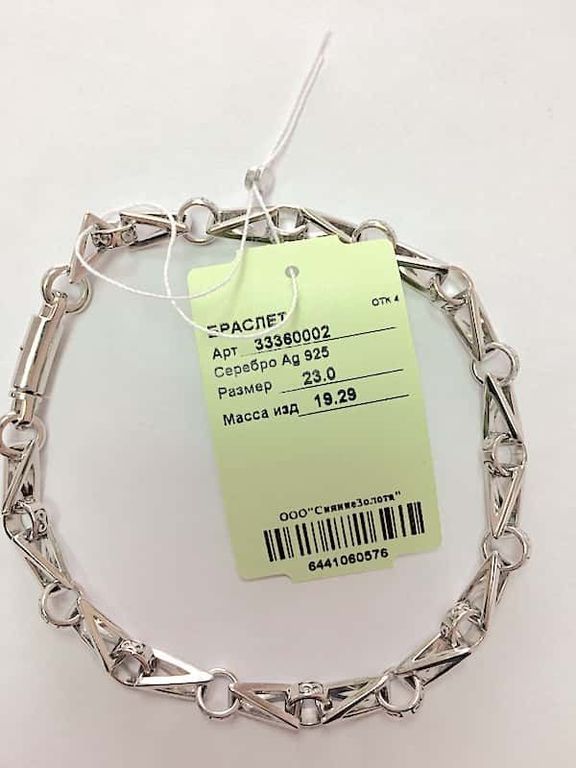 БРАСЛЕТ ОТК 4
Арт 33360002
Серебро Ag 925
Размер 23.0
Масса изд 19.29
ООО"СияниеЗолота"
6441060576